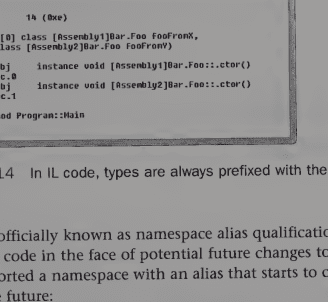 14 (0xe)
[0] class [Assembly1]Bar.Foo FooFromX,
lass [Assembly2]Bar.Foo FooFromY)
bj instance void [Assembly1]Bar.Foo::.ctor()
c.0
bj instance void [Assembly2]Bar.Foo::.ctor()
c.1
od Program::Main
14 In IL code, types are always prefixed with the
officially known as namespace alias qualificatio
code in the face of potential future changes to
orted a namespace with an alias that starts to c
future: